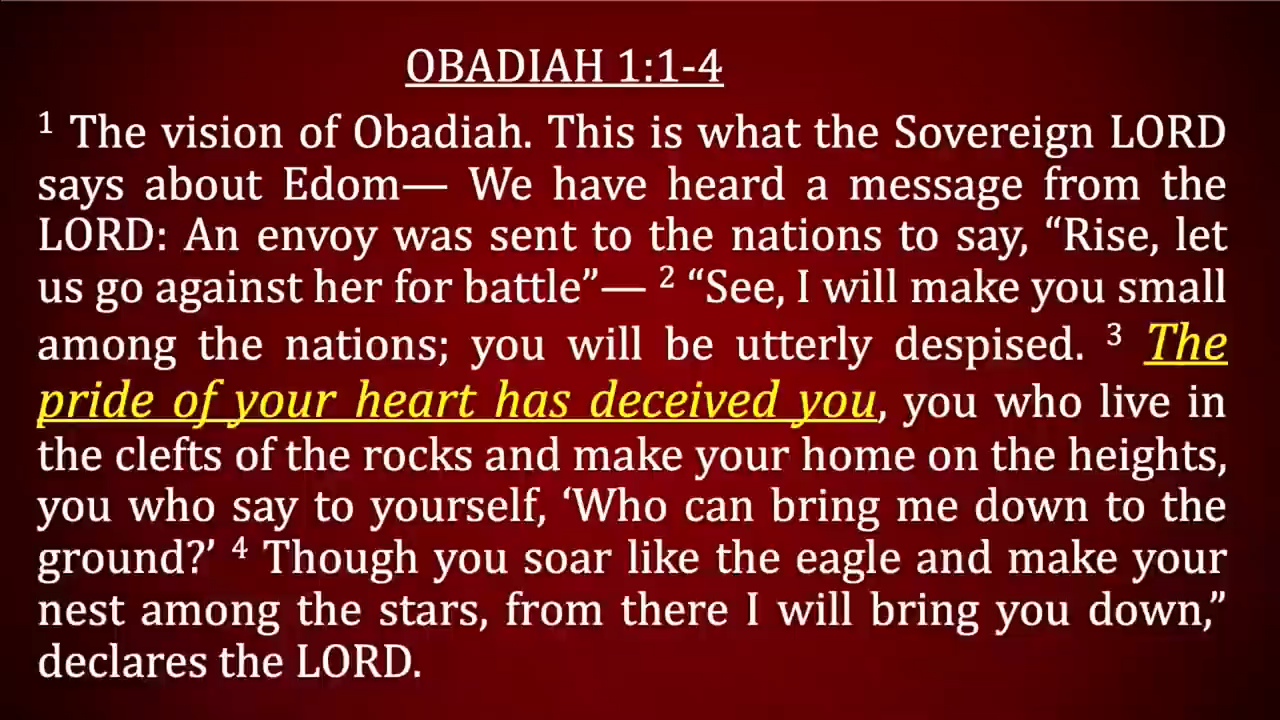 OBADIAH 1:1-4
¹ The vision of Obadiah. This is what the Sovereign LORD
says about Edom— We have heard a message from the
LORD: An envoy was sent to the nations to say, “Rise, let
us go against her for battle”— ² “See, I will make you small
among the nations; you will be utterly despised. ³ The
pride of your heart has deceived you, you who live in
the clefts of the rocks and make your home on the heights,
you who say to yourself, ‘Who can bring me down to the
ground?’ ⁴ Though you soar like the eagle and make your
nest among the stars, from there I will bring you down,”
declares the LORD.